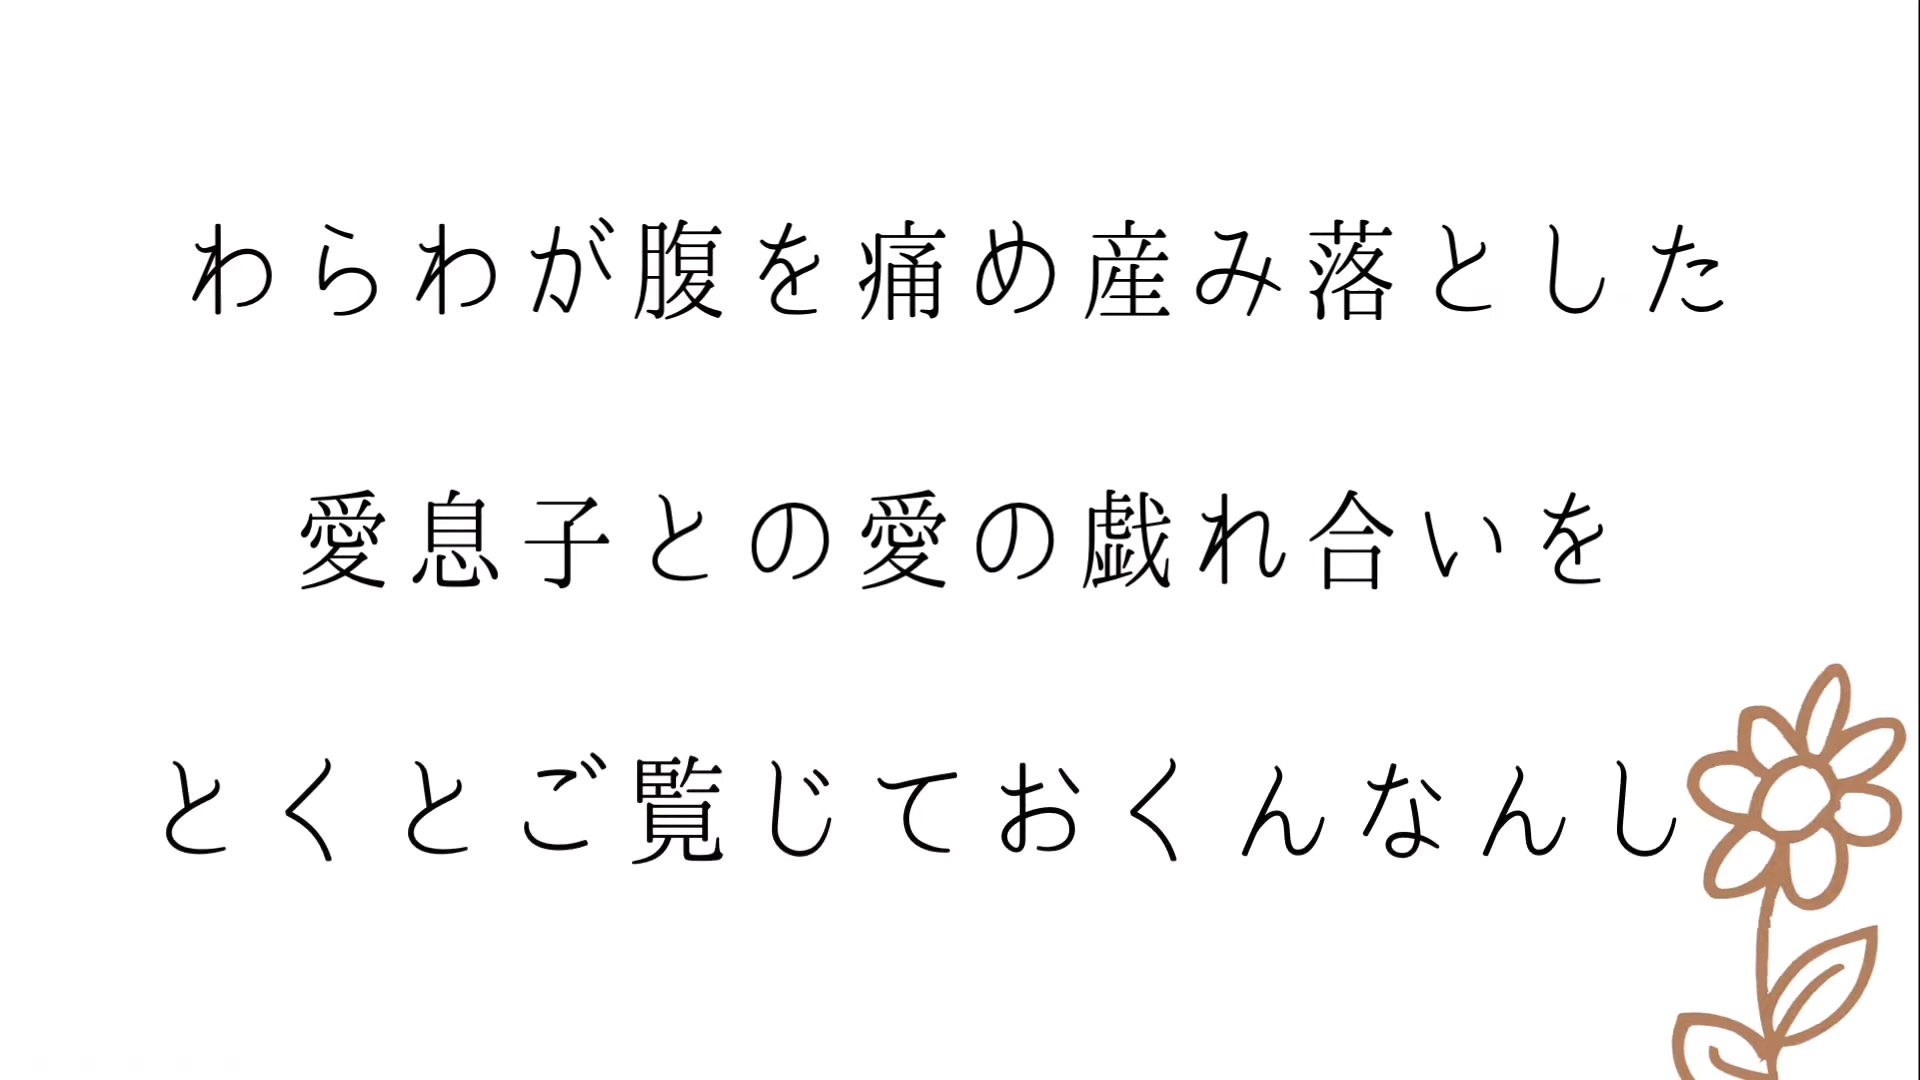 わらわが腹を痛め産み落とした
愛息子との愛の戯れ合いを
とくとご覧じておくんなんし